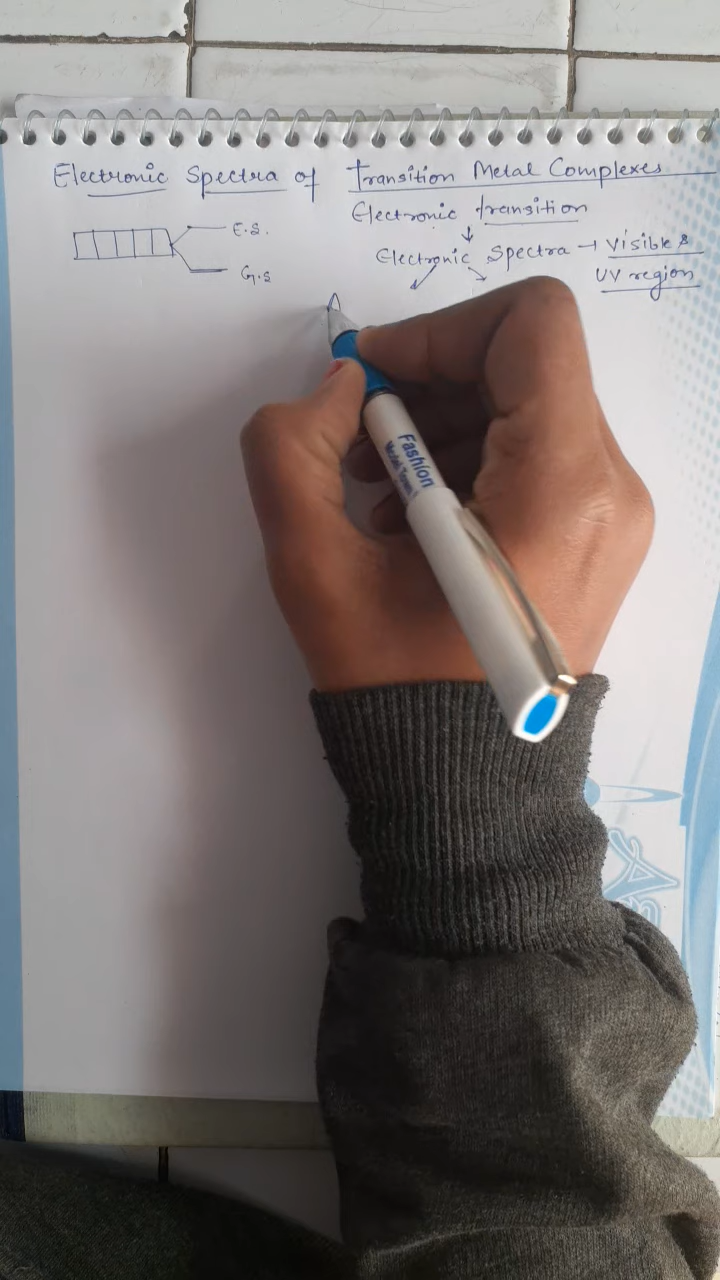 Electronic Spectra of Transition Metal Complexes
Electronic transition
E.S.
Electronic Spectra → Visible &
UV region
G.S
A
Fashion